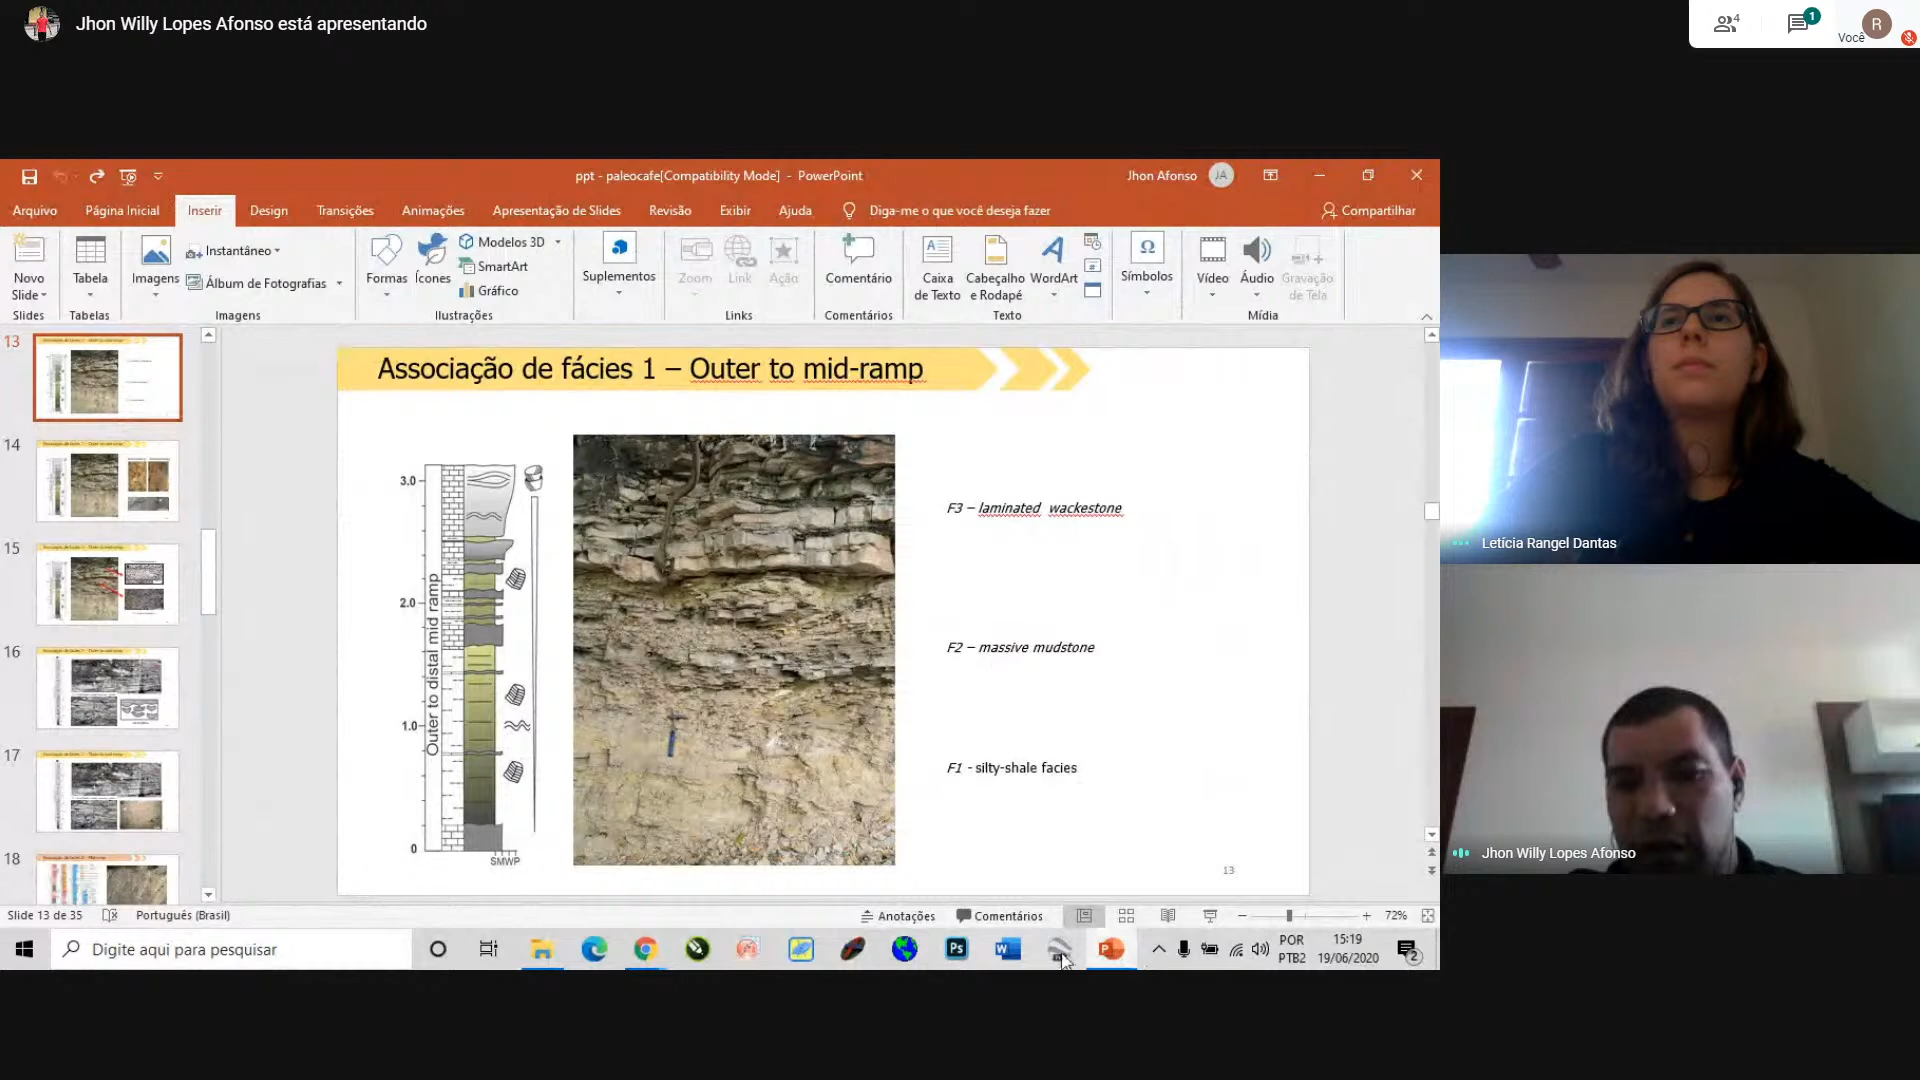 Jhon Willy Lopes Afonso está apresentando
4
1
Você
R
ppt - paleocafe[Compatibility Mode] - PowerPoint
Jhon Afonso
JA
Arquivo
Página Inicial
Inserir
Design
Transições
Animações
Apresentação de Slides
Revisão
Exibir
Ajuda
Diga-me o que você deseja fazer
Compartilhar
Novo
Slide
Slides
Tabela
Tabelas
Imagens
Instantâneo
Álbum de Fotografias
Imagens
Formas
Ícones
Modelos 3D
SmartArt
Gráfico
Ilustrações
Suplementos
Zoom
Link
Ação
Links
Comentário
Comentários
Caixa
de Texto
Cabeçalho
e Rodapé
WordArt
Texto
Símbolos
Vídeo
Áudio
Gravação
de Tela
Mídia
13
14
15
16
17
18
Associação de fácies 1 – Outer to mid-ramp
3.0
2.0
1.0
0
Outer to distal mid ramp
SMWP
F3 – laminated wackestone
F2 – massive mudstone
F1 - silty-shale facies
13
Letícia Rangel Dantas
Jhon Willy Lopes Afonso
Slide 13 de 35
Português (Brasil)
Anotações
Comentários
72%
Digite aqui para pesquisar
Ps
POR
PTB2
15:19
19/06/2020
2